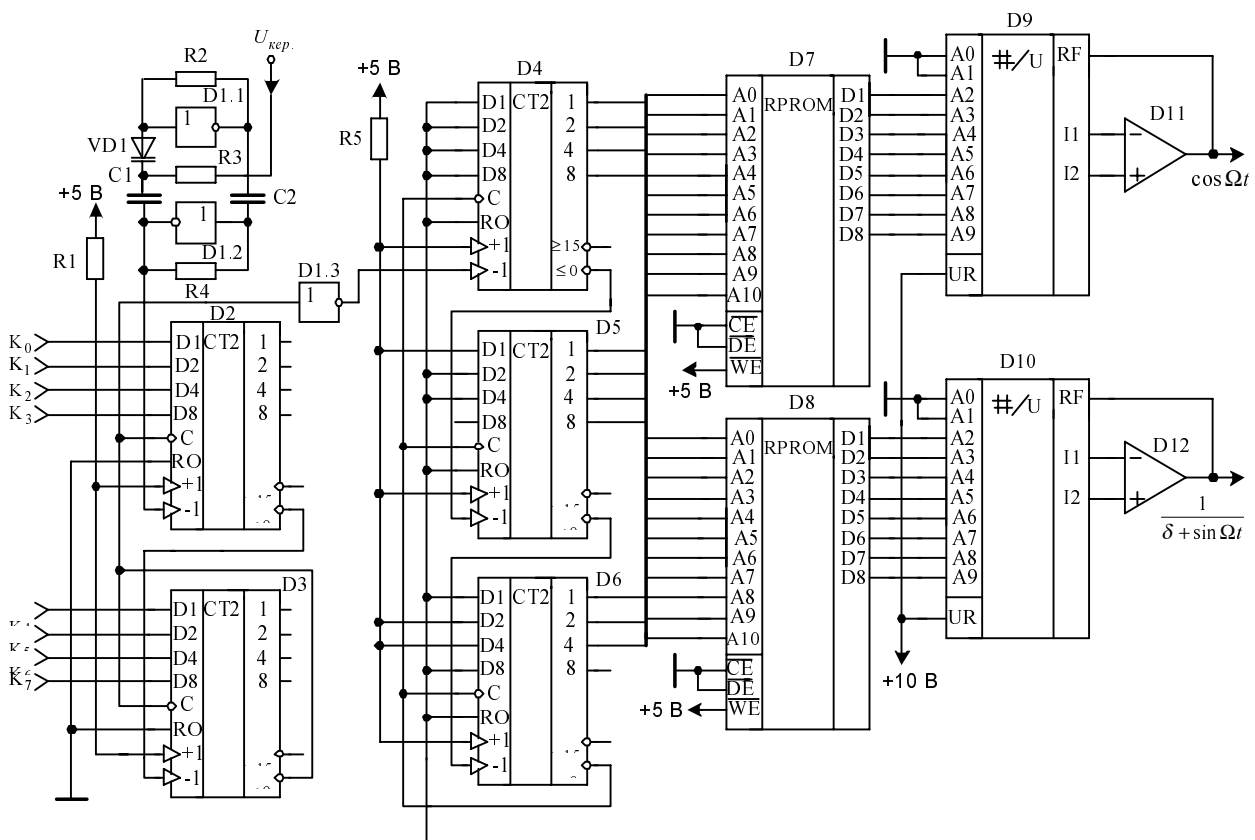 D9
U кер.
R2
D1.1
1
VD1
R3
C1
+5 В
C2
1
D1.2
R1
R4
D1.3
1
D2
K0
K1
K2
K3
D1 CT2 1
D2 2
D4 4
D8 8
C
RO
+1
-1
D3
K7
D1 CT2 1
D2 2
D4 4
D8 8
C
RO
+1
-1
+5 В
R5
D4
D1 CT2 1
D2 2
D4 4
D8 8
C
RO
+1 ≥15
-1 ≤0
D5
D1 CT2 1
D2 2
D4 4
D8 8
C
RO
+1
-1
D6
D1 CT2 1
D2 2
D4 4
D8 8
C
RO
+1
-1
D7
A0 RPROM D1
A1 D2
A2 D3
A3 D4
A4 D5
A5 D6
A6 D7
A7 D8
A8
A9
A10
CE
DE
WE
+5 В
D8
A0 RPROM D1
A1 D2
A2 D3
A3 D4
A4 D5
A5 D6
A6 D7
A7 D8
A8
A9
A10
CE
DE
WE
+5 В
A0 #/U RF
A1
A2
A3
A4 I1
A5
A6 I2
A7
A8
A9
UR
D11
cosΩt
D10
A0 #/U RF
A1
A2
A3 I1
A4
A5 I2
A6
A7
A8
A9
UR
+10 В
D12
1
δ + sin Ωt